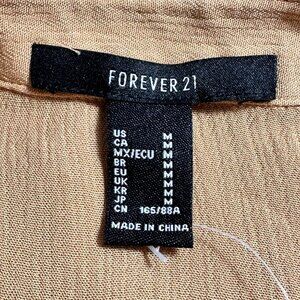 FOREVER 21
US M
CA M
MX/ECU M
BR M
EU M
UK M
KR M
JP M
CN 165/88A
MADE IN CHINA